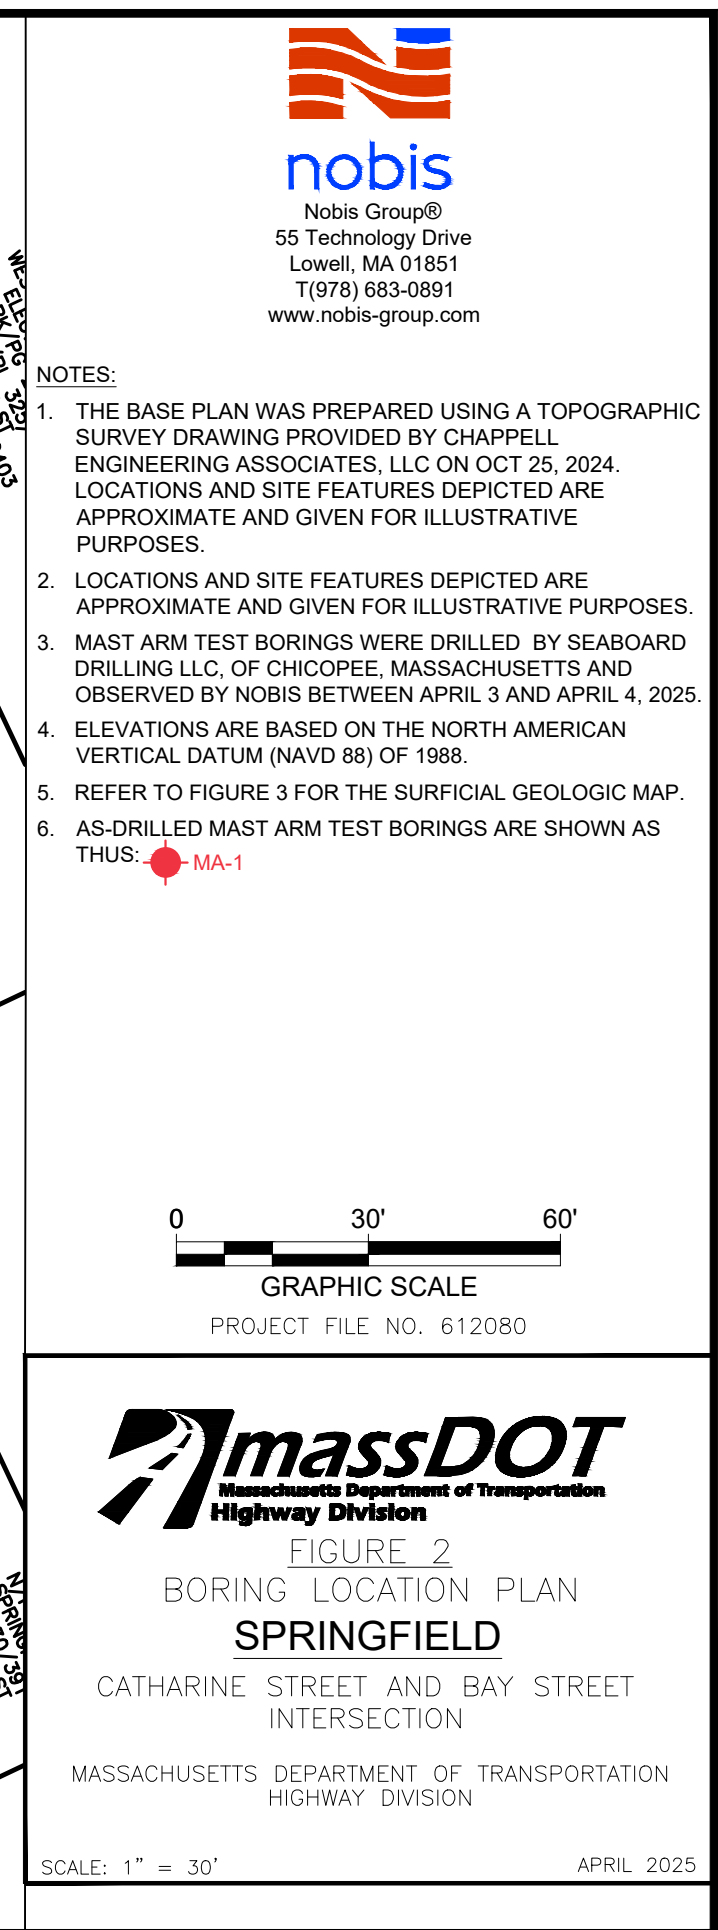 nobis
Nobis Group®
55 Technology Drive
Lowell, MA 01851
T(978) 683-0891
www.nobis-group.com
NOTES:
1. THE BASE PLAN WAS PREPARED USING A TOPOGRAPHIC
SURVEY DRAWING PROVIDED BY CHAPPELL
ENGINEERING ASSOCIATES, LLC ON OCT 25, 2024.
LOCATIONS AND SITE FEATURES DEPICTED ARE
APPROXIMATE AND GIVEN FOR ILLUSTRATIVE
PURPOSES.
2. LOCATIONS AND SITE FEATURES DEPICTED ARE
APPROXIMATE AND GIVEN FOR ILLUSTRATIVE PURPOSES.
3. MAST ARM TEST BORINGS WERE DRILLED BY SEABOARD
DRILLING LLC, OF CHICOPEE, MASSACHUSETTS AND
OBSERVED BY NOBIS BETWEEN APRIL 3 AND APRIL 4, 2025.
4. ELEVATIONS ARE BASED ON THE NORTH AMERICAN
VERTICAL DATUM (NAVD 88) OF 1988.
5. REFER TO FIGURE 3 FOR THE SURFICIAL GEOLOGIC MAP.
6. AS-DRILLED MAST ARM TEST BORINGS ARE SHOWN AS
THUS: MA-1
0 30' 60'
GRAPHIC SCALE
PROJECT FILE NO. 612080
massDOT
Massachusetts Department of Transportation
Highway Division
FIGURE 2
BORING LOCATION PLAN
SPRINGFIELD
CATHARINE STREET AND BAY STREET
INTERSECTION
MASSACHUSETTS DEPARTMENT OF TRANSPORTATION
HIGHWAY DIVISION
SCALE: 1" = 30' APRIL 2025